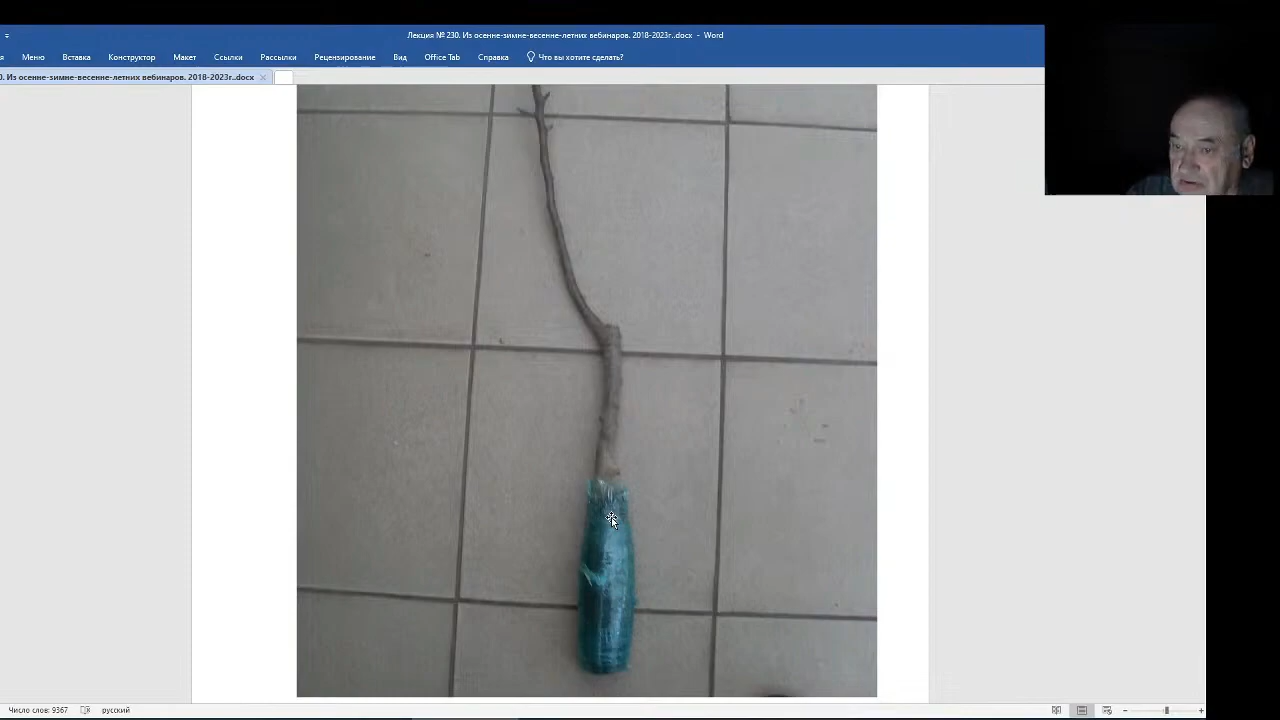 Лекция № 230. Из осенне-зимне-весенне-летних вебинаров. 2018-2023г..docx - Word
Меню Вставка Конструктор Макет Ссылки Рассылки Рецензирование Вид Office Tab Справка Что вы хотите сделать?
0. Из осенне-зимне-весенне-летних вебинаров. 2018-2023г..docx
Число слов: 9367 русский